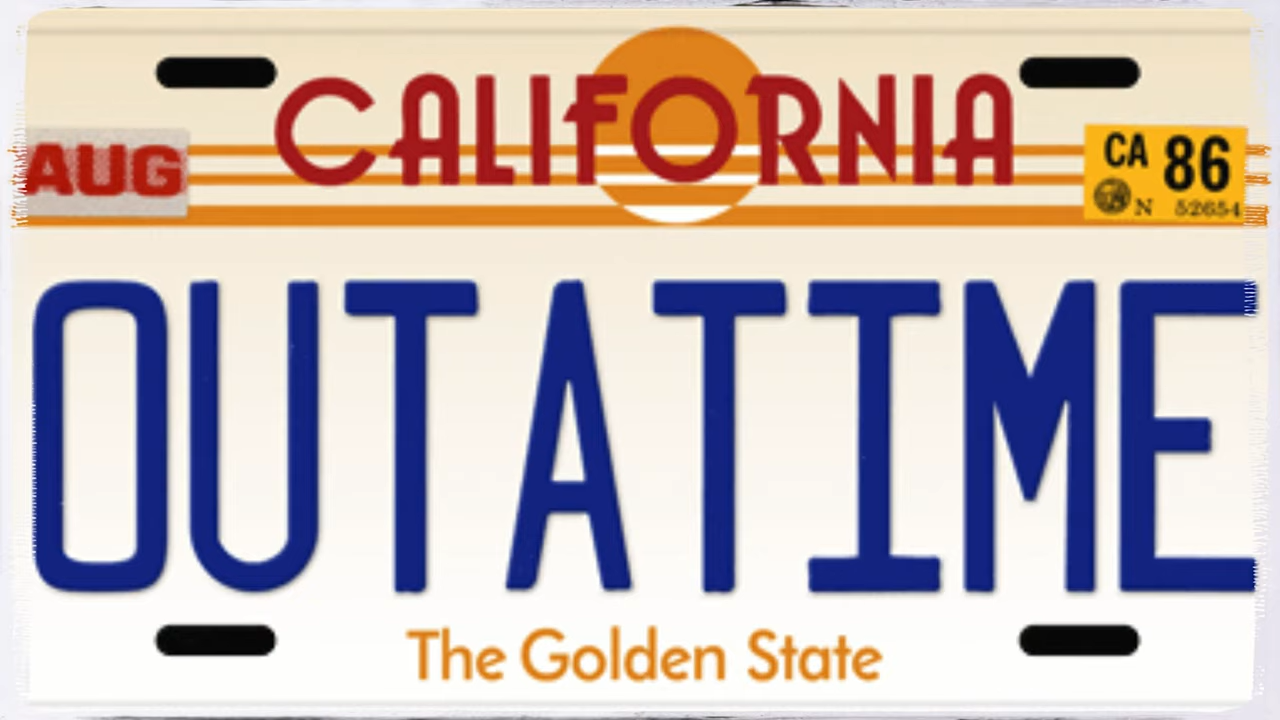 CALIFORNIA
AUG
CA 86
N 52654
OUTATIME
The Golden State